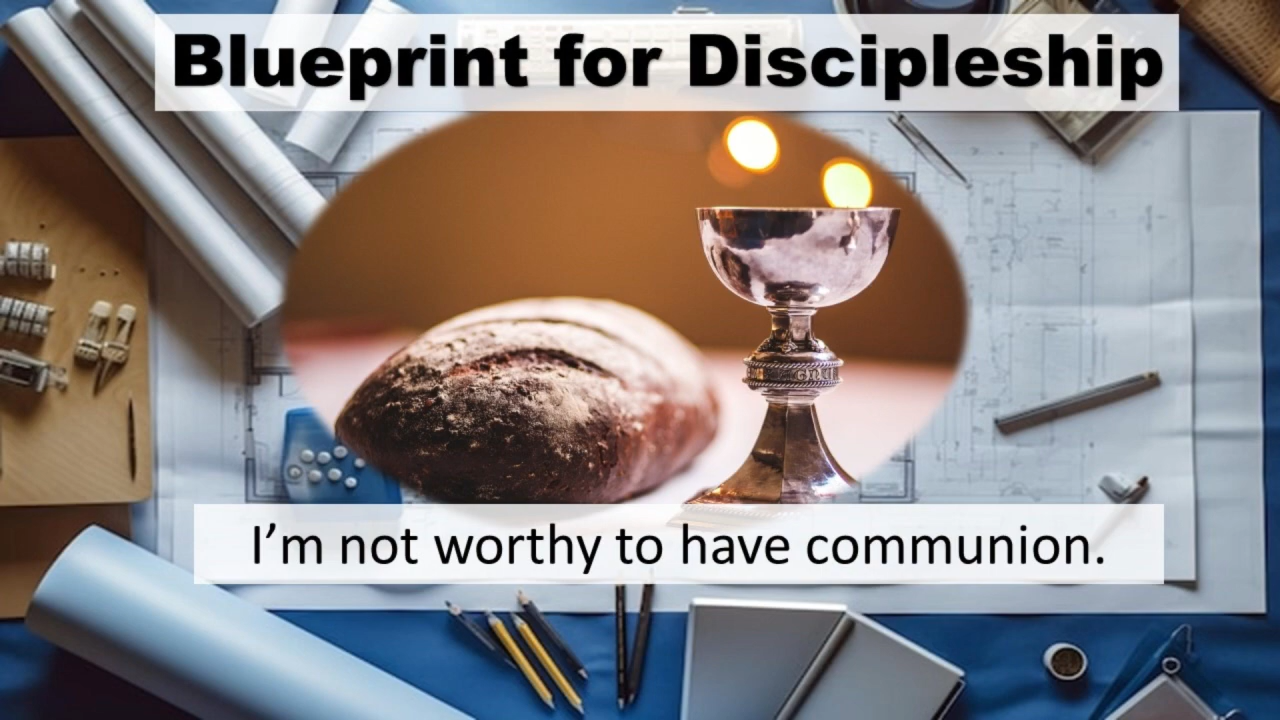 Blueprint for Discipleship
I’m not worthy to have communion.